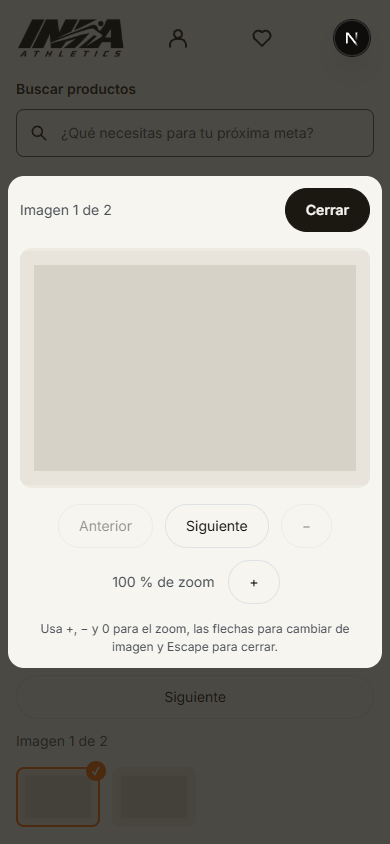 INKA
ATHLETICS
N
Buscar productos
¿Qué necesitas para tu próxima meta?
Imagen 1 de 2
Cerrar
Anterior
Siguiente
−
100 % de zoom
+
Usa +, − y 0 para el zoom, las flechas para cambiar de
imagen y Escape para cerrar.
Siguiente
Imagen 1 de 2